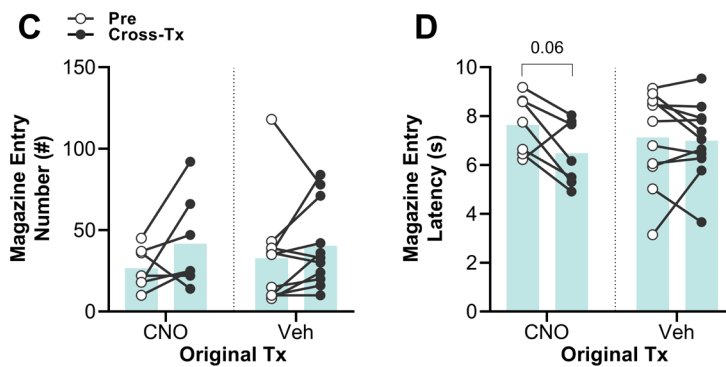 C
Pre
Cross-Tx
Magazine Entry
Number (#)
150
100
50
0
CNO
Veh
Original Tx
D
0.06
Magazine Entry
Latency (s)
10
8
6
4
2
0
CNO
Veh
Original Tx